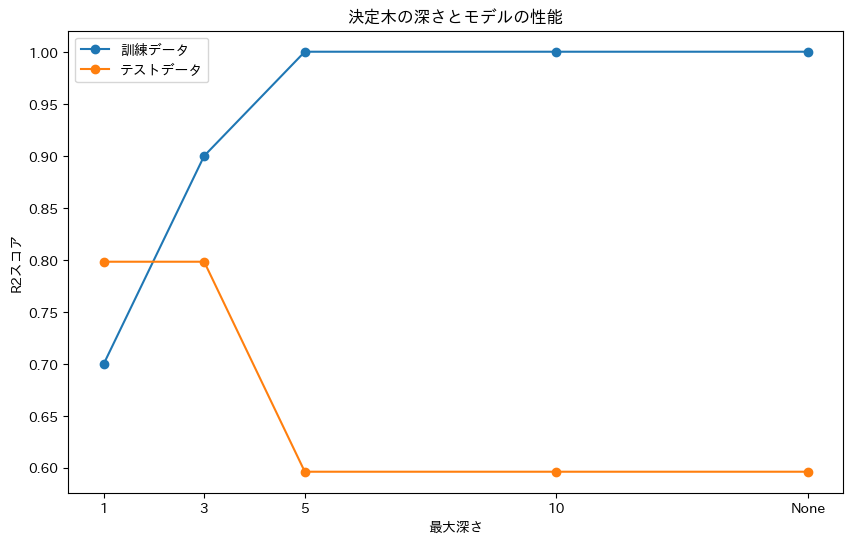 決定木の深さとモデルの性能
訓練データ
テストデータ
R2スコア
1.00
0.95
0.90
0.85
0.80
0.75
0.70
0.65
0.60
1 3 5 10 None
最大深さ